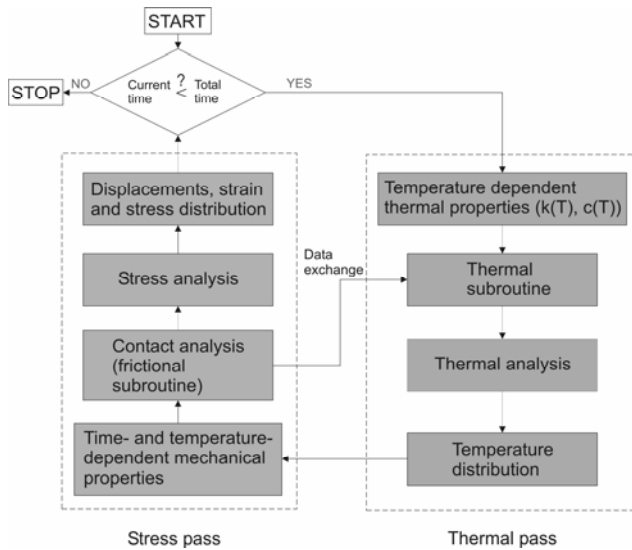 START
NO
Current ? Total
time < time
YES
STOP
Displacements, strain
and stress distribution
Temperature dependent
thermal properties (k(T), c(T))
Data
exchange
Stress analysis
Thermal
subroutine
Contact analysis
(frictional
subroutine)
Thermal analysis
Time- and temperature-
dependent mechanical
properties
Temperature
distribution
Stress pass
Thermal pass